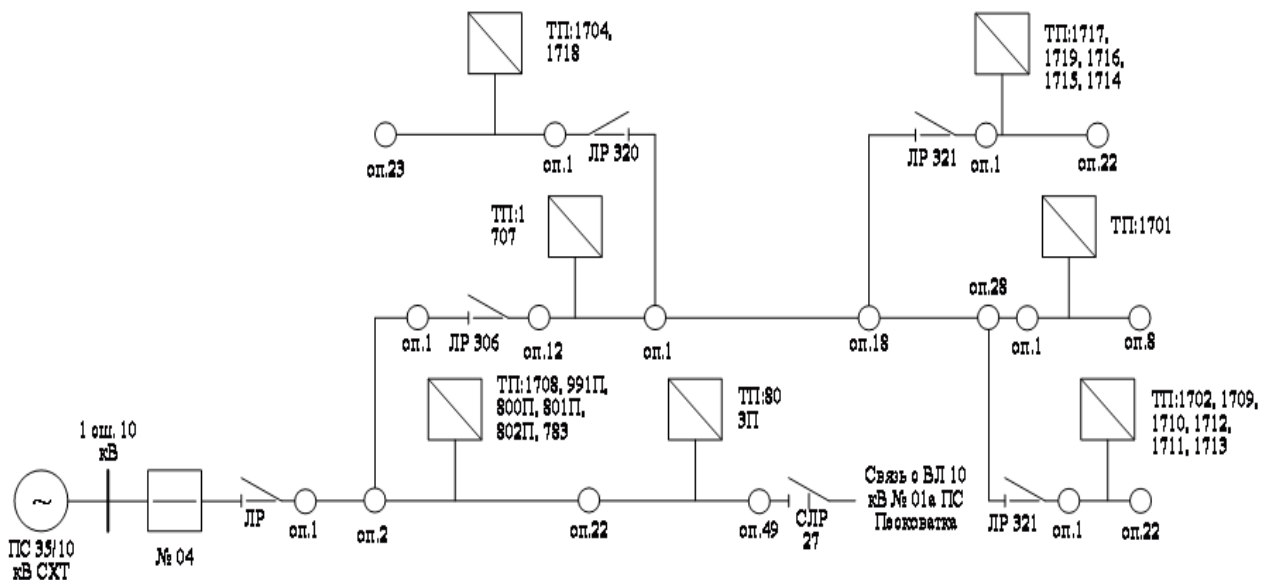 ТП:1704,
1718
оп.23
оп.1
ЛР 320
ТП:1717,
1719, 1716,
1715, 1714
ЛР 321
оп.1
оп.22
ТП:1
707
ТП:1701
оп.1
ЛР 306
оп.12
оп.1
оп.18
оп.28
оп.1
оп.8
ТП:1708, 991П,
800П, 801П,
802П, 783
ТП:80
3П
ТП:1702, 1709,
1710, 1712,
1711, 1713
1 сш. 10
кВ
Связь с ВЛ 10
кВ № 01а ПС
Песковатка
ПС 35/10
кВ СХТ
№ 04
ЛР
оп.1
оп.2
оп.22
оп.49
СЛР
27
ЛР 321
оп.1
оп.22